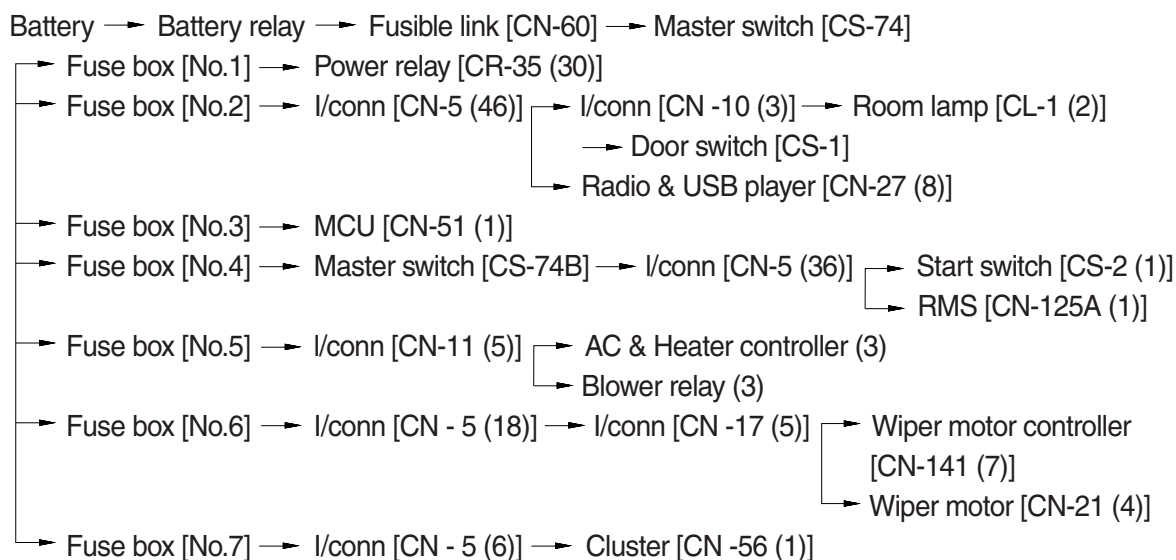 Battery → Battery relay → Fusible link [CN-60] → Master switch [CS-74]
Fuse box [No.1] → Power relay [CR-35 (30)]
Fuse box [No.2] → I/conn [CN-5 (46)] → I/conn [CN -10 (3)] → Room lamp [CL-1 (2)]
→ Door switch [CS-1]
Radio & USB player [CN-27 (8)]
Fuse box [No.3] → MCU [CN-51 (1)]
Fuse box [No.4] → Master switch [CS-74B] → I/conn [CN-5 (36)] → Start switch [CS-2 (1)]
RMS [CN-125A (1)]
Fuse box [No.5] → I/conn [CN-11 (5)] → AC & Heater controller (3)
Blower relay (3)
Fuse box [No.6] → I/conn [CN - 5 (18)] → I/conn [CN -17 (5)] → Wiper motor controller
[CN-141 (7)]
Wiper motor [CN-21 (4)]
Fuse box [No.7] → I/conn [CN - 5 (6)] → Cluster [CN -56 (1)]